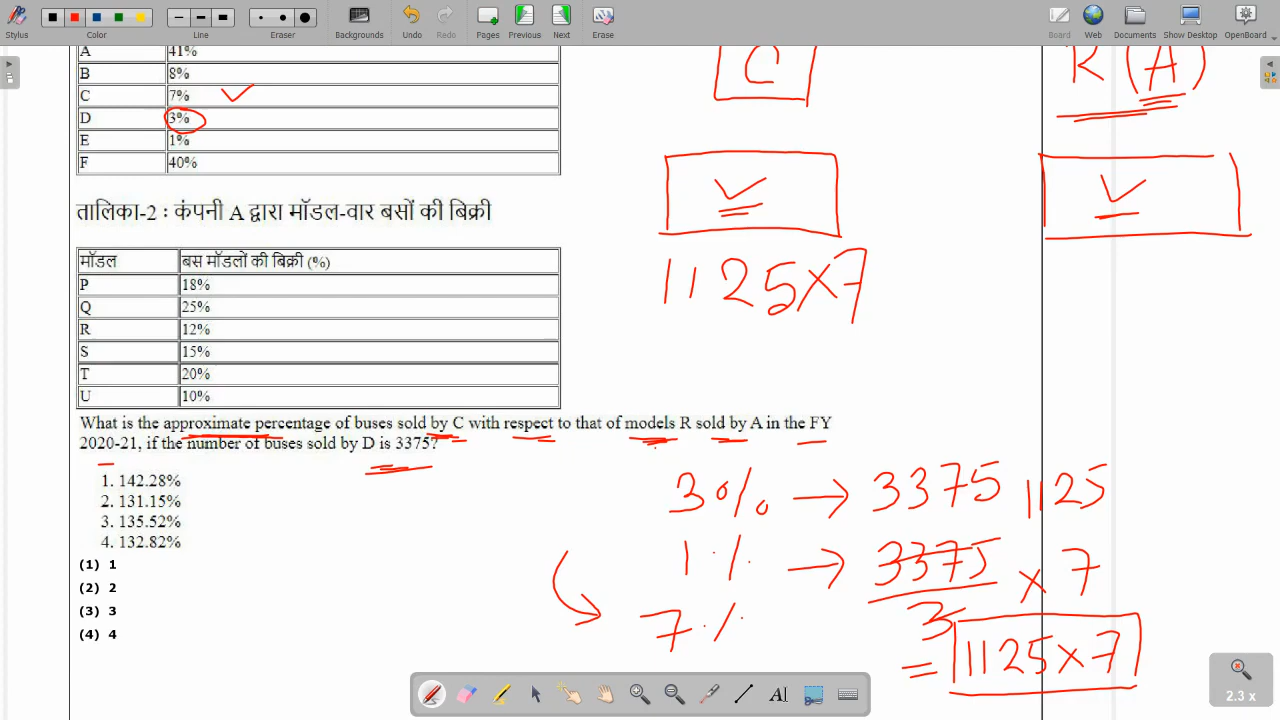 Stylus Color Line Eraser Backgrounds Undo Redo Pages Previous Next Erase Board Web Documents Show Desktop OpenBoard
A 41%
B 8%
C 7%
D 3%
E 1%
F 40%
C
R (A)
तालिका-2 : कंपनी A द्वारा मॉडल-वार बसों की बिक्री
1125×7
मॉडल बस मॉडलों की बिक्री (%)
P 18%
Q 25%
R 12%
S 15%
T 20%
U 10%
What is the approximate percentage of buses sold by C with respect to that of models R sold by A in the FY
2020-21, if the number of buses sold by D is 3375?
1. 142.28%
2. 131.15%
3. 135.52%
4. 132.82%
(1) 1
(2) 2
(3) 3
(4) 4
3% → 3375 1125
1% → 3375 × 7
3
7%
= 1125×7
2.3 x